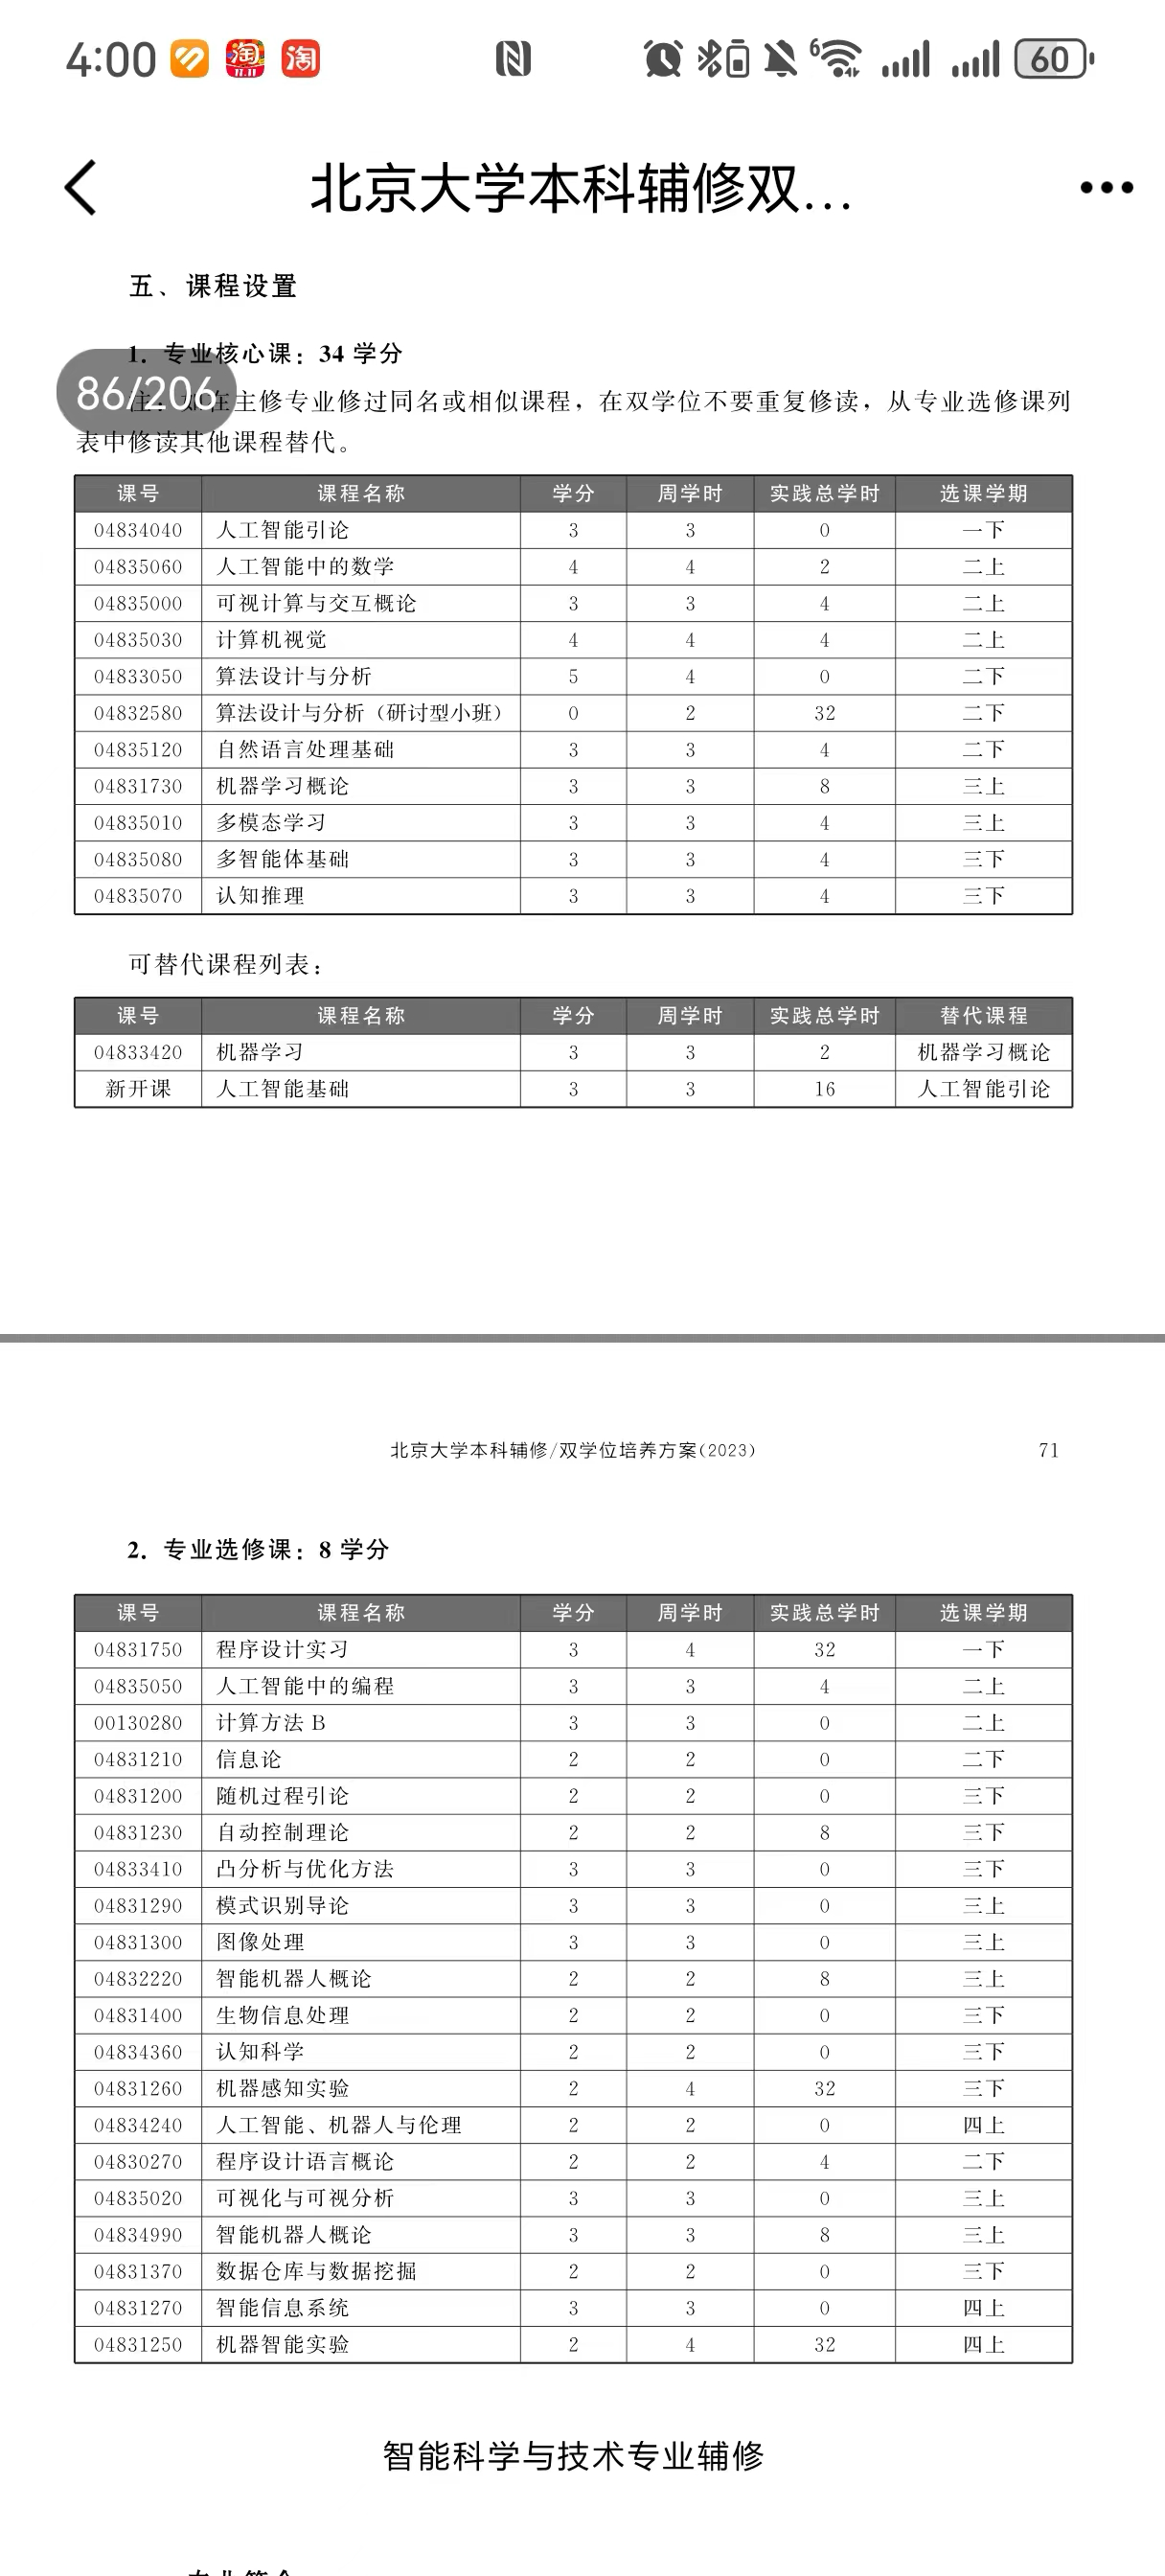 4:00 淘 11.11 淘 6 60
北京大学本科辅修双...
五、课程设置
1. 专业核心课：34 学分
86/206
在主修专业修过同名或相似课程，在双学位不要重复修读，从专业选修课列
表中修读其他课程替代。
课号 课程名称 学分 周学时 实践总学时 选课学期
04834040 人工智能引论 3 3 0 一下
04835060 人工智能中的数学 4 4 2 二上
04835000 可视计算与交互概论 3 3 4 二上
04835030 计算机视觉 4 4 4 二上
04833050 算法设计与分析 5 4 0 二下
04832580 算法设计与分析（研讨型小班） 0 2 32 二下
04835120 自然语言处理基础 3 3 4 二下
04831730 机器学习概论 3 3 8 三上
04835010 多模态学习 3 3 4 三上
04835080 多智能体基础 3 3 4 三下
04835070 认知推理 3 3 4 三下
可替代课程列表：
课号 课程名称 学分 周学时 实践总学时 替代课程
04833420 机器学习 3 3 2 机器学习概论
新开课 人工智能基础 3 3 16 人工智能引论
北京大学本科辅修/双学位培养方案(2023) 71
2. 专业选修课：8 学分
课号 课程名称 学分 周学时 实践总学时 选课学期
04831750 程序设计实习 3 4 32 一下
04835050 人工智能中的编程 3 3 4 二上
00130280 计算方法 B 3 3 0 二上
04831210 信息论 2 2 0 二下
04831200 随机过程引论 2 2 0 三下
04831230 自动控制理论 2 2 8 三下
04833410 凸分析与优化方法 3 3 0 三下
04831290 模式识别导论 3 3 0 三上
04831300 图像处理 3 3 0 三上
04832220 智能机器人概论 2 2 8 三上
04831400 生物信息处理 2 2 0 三下
04834360 认知科学 2 2 0 三下
04831260 机器感知实验 2 4 32 三下
04834240 人工智能、机器人与伦理 2 2 0 四上
04830270 程序设计语言概论 2 2 4 二下
04835020 可视化与可视分析 3 3 0 三上
04834990 智能机器人概论 3 3 8 三上
04831370 数据仓库与数据挖掘 2 2 0 三下
04831270 智能信息系统 3 3 0 四上
04831250 机器智能实验 2 4 32 四上
智能科学与技术专业辅修